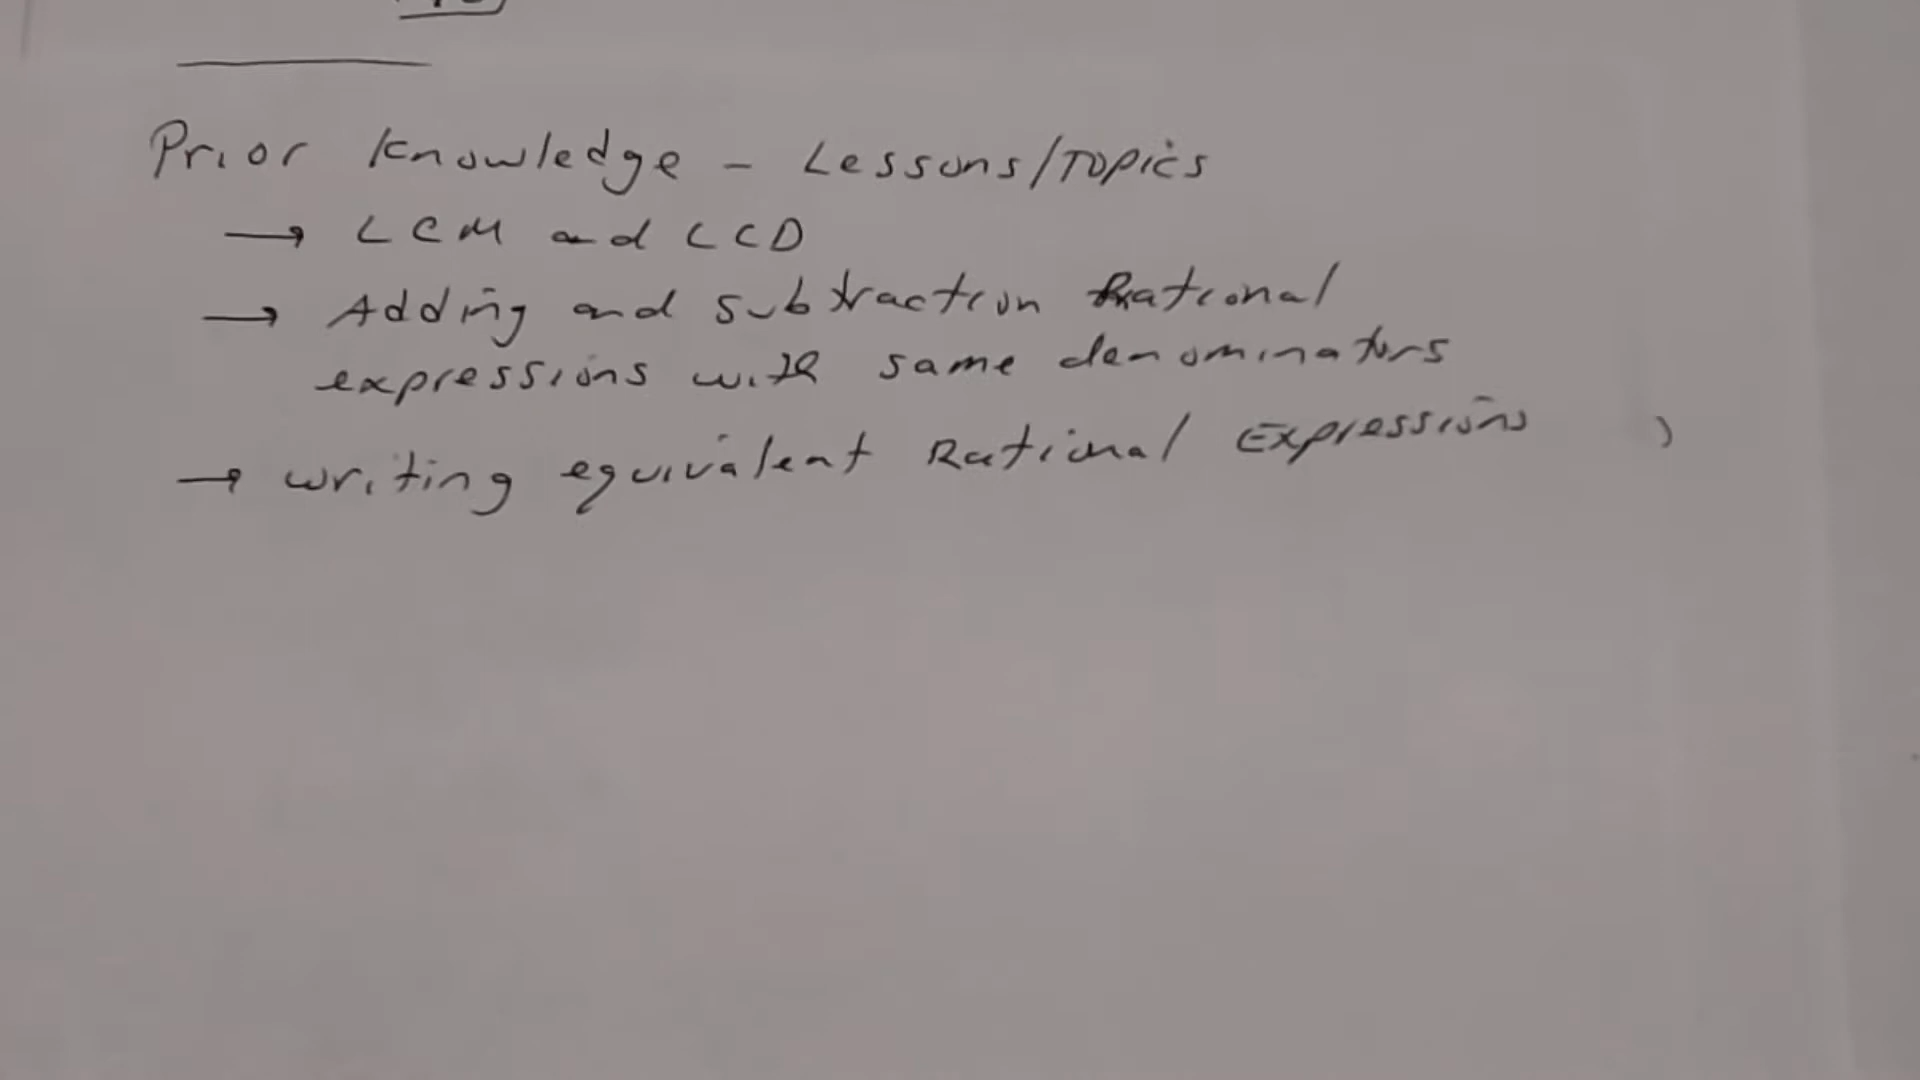 Prior Knowledge - Lessons/Topics
→ LCM and LCD
→ Adding and subtraction Rational
expressions with same denominators
→ writing equivalent Rational Expressions